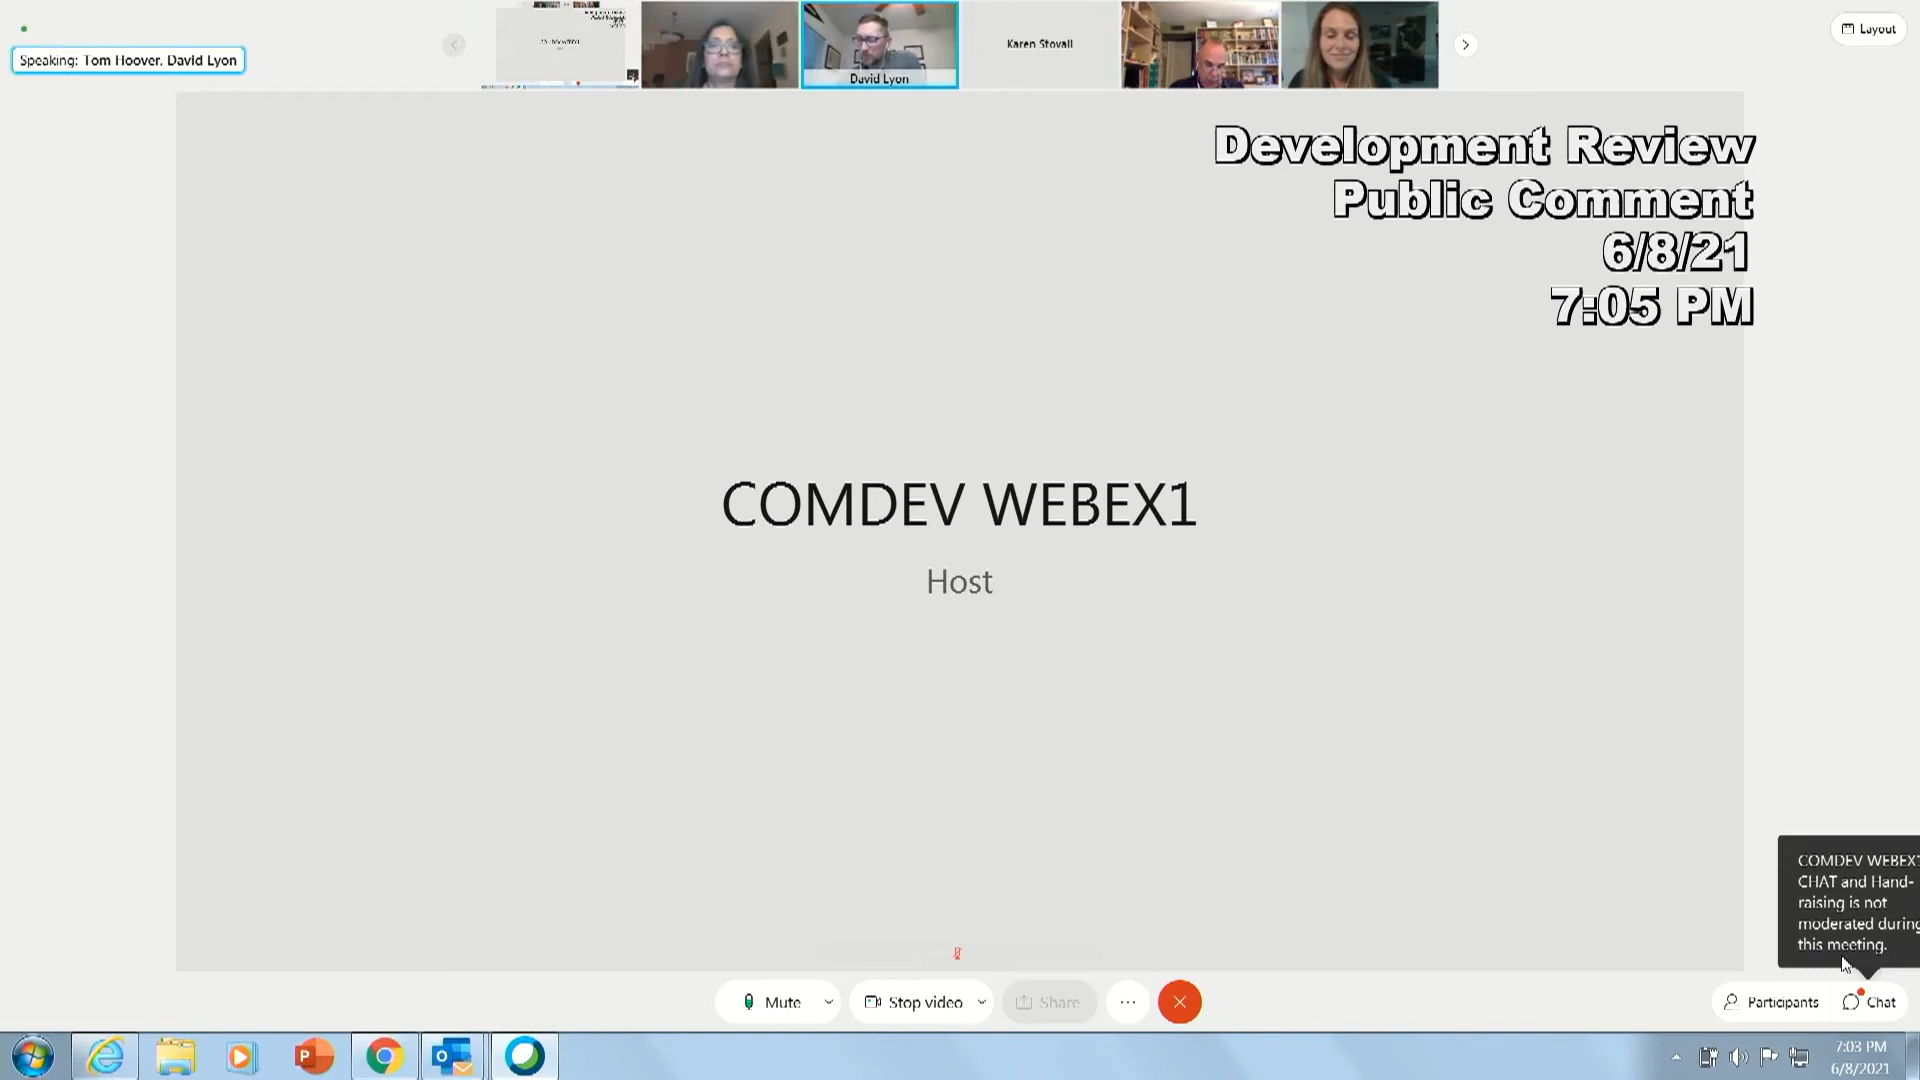 Speaking: Tom Hoover, David Lyon
David Lyon
Karen Stovall
Layout
Development Review
Public Comment
6/8/21
7:05 PM
COMDEV WEBEX1
Host
COMDEV WEBEX1
CHAT and Hand-
raising is not
moderated during
this meeting.
Mute
Stop video
Share
Participants
Chat
7:03 PM
6/8/2021